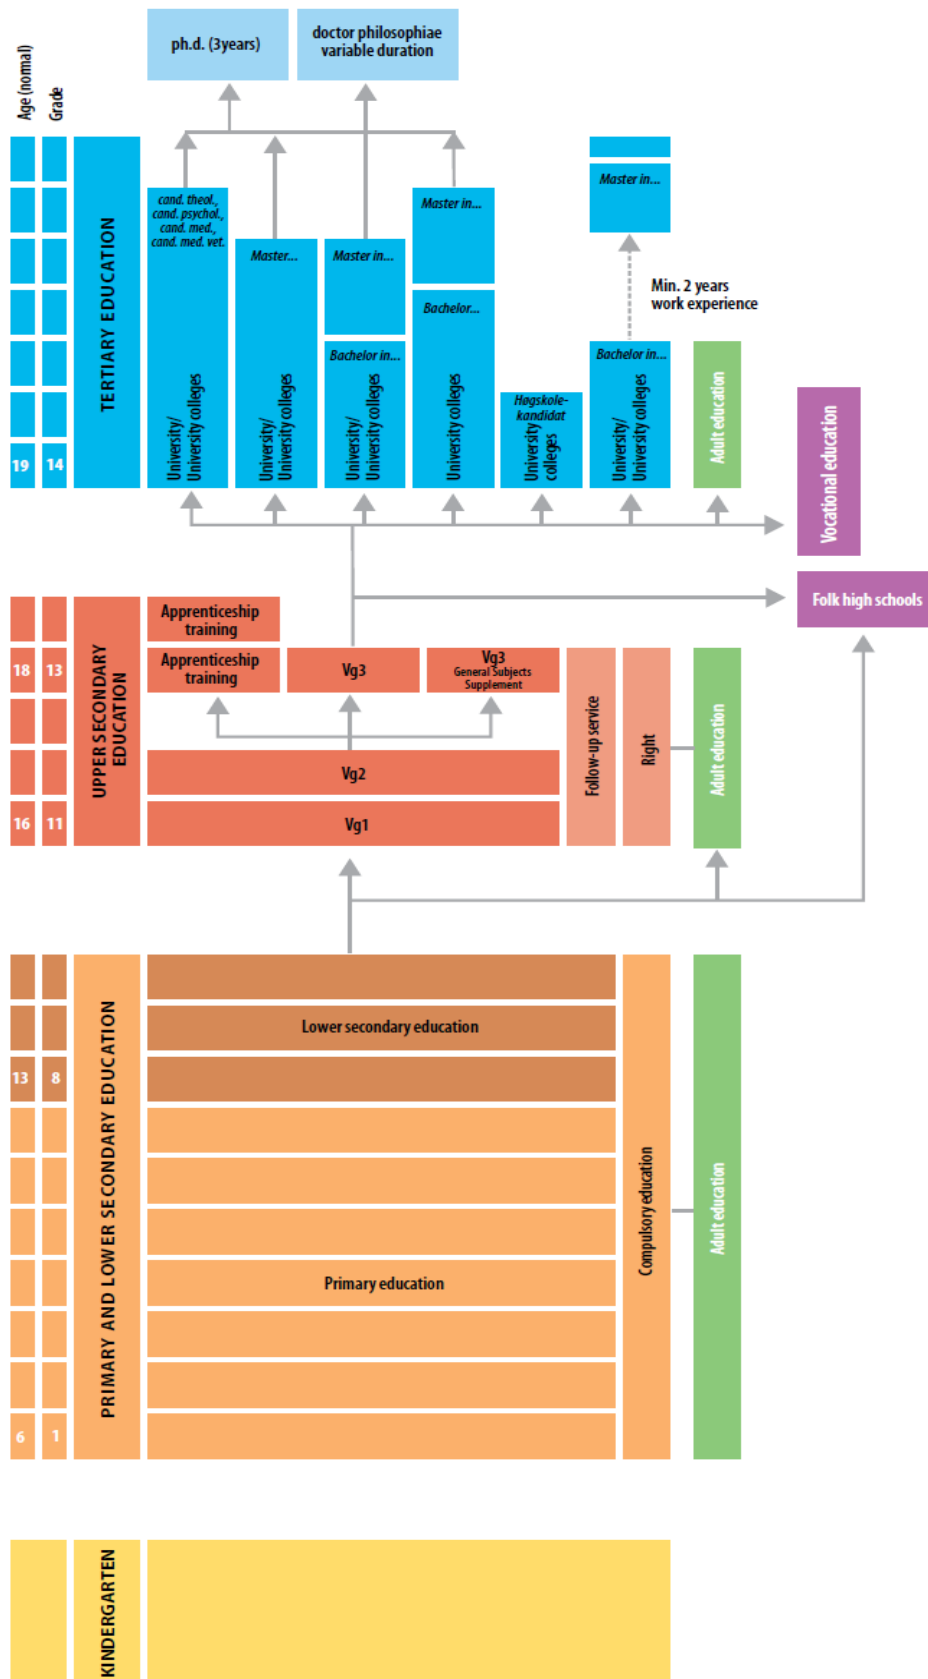 ph.d. (3years)
doctor philosophiae
variable duration
Age (normal)
Grade
TERTIARY EDUCATION
19
14
cand. theol.,
cand. psychol.,
cand. med.,
cand. med. vet.
University/
University colleges
Master...
University/
University colleges
Master in...
Bachelor in...
University/
University colleges
Master in...
Bachelor...
University colleges
Høgskole-
kandidat
University
colleges
Master in...
Min. 2 years
work experience
Bachelor in...
University/
University colleges
Adult education
Vocational education
Folk high schools
UPPER SECONDARY
EDUCATION
18
13
16
11
Apprenticeship
training
Apprenticeship
training
Vg3
Vg3
General Subjects
Supplement
Vg2
Vg1
Follow-up service
Right
Adult education
PRIMARY AND LOWER SECONDARY EDUCATION
13
8
6
1
Lower secondary education
Primary education
Compulsory education
Adult education
KINDERGARTEN